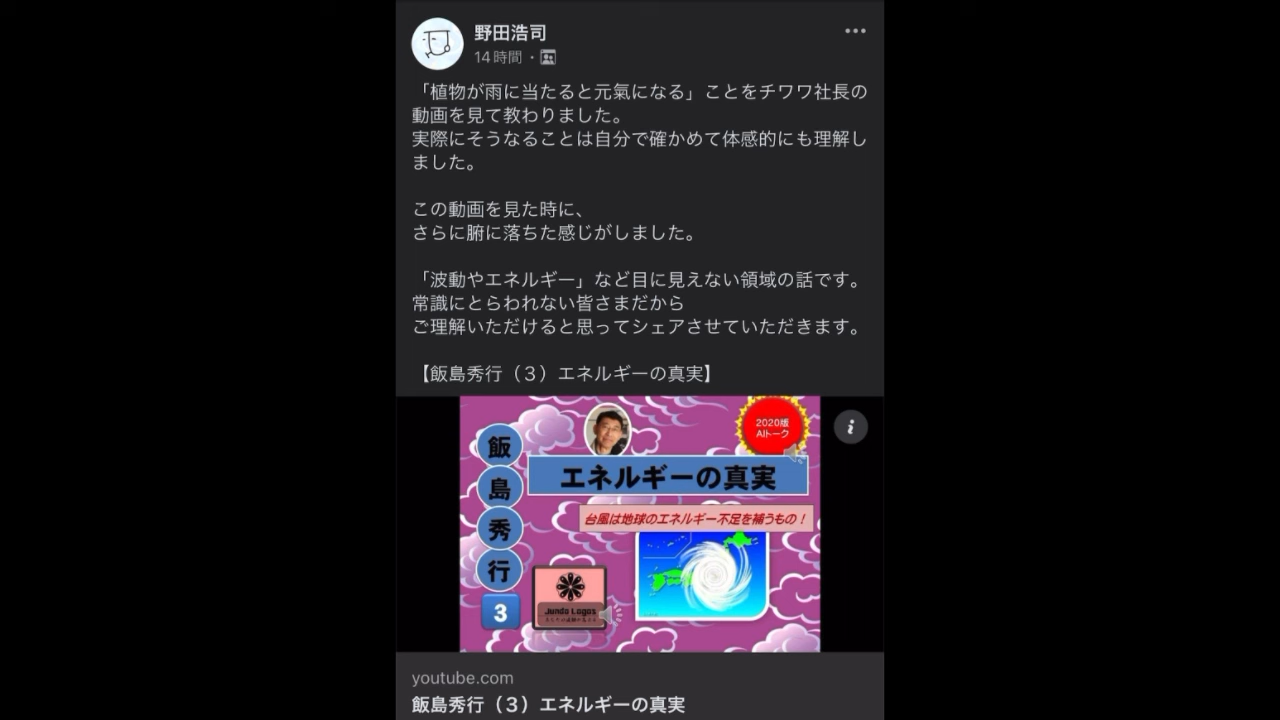 野田浩司
14時間・
「植物が雨に当たると元氣になる」ことをチワワ社長の
動画を見て教わりました。
実際にそうなることは自分で確かめて体感的にも理解し
ました。
この動画を見た時に、
さらに腑に落ちた感じがしました。
「波動やエネルギー」など目に見えない領域の話です。
常識にとらわれない皆さまだから
ご理解いただけると思ってシェアさせていただきます。
【飯島秀行（３）エネルギーの真実】
2020版
AIトーク
飯島秀行
3
エネルギーの真実
台風は地球のエネルギー不足を補うもの！
Junda Logos
youtube.com
飯島秀行（３）エネルギーの真実